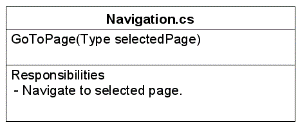 Navigation.cs
GoToPage(Type selectedPage)
Responsibilities
- Navigate to selected page.